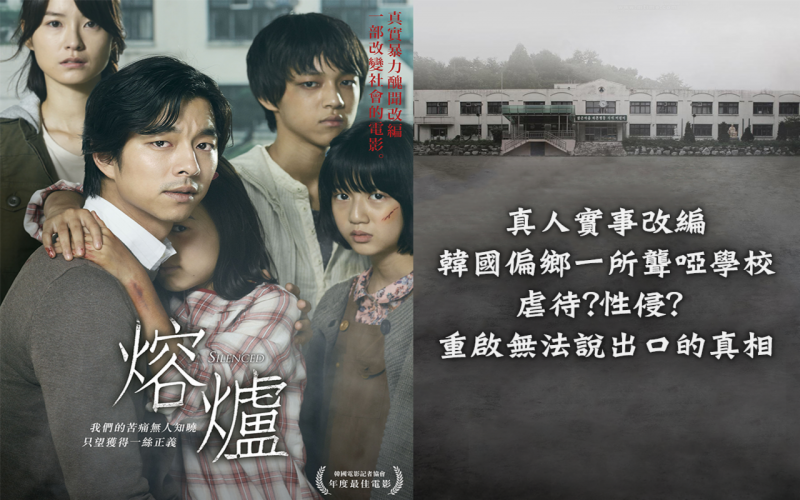 真實暴力醜聞改編
一部改變社會的電影。
熔爐
SILENCED
我們的苦痛無人知曉
只望獲得一絲正義
韓國電影記者協會
年度最佳電影
真人實事改編
韓國偏鄉一所聾啞學校
虐待?性侵?
重啟無法說出口的真相